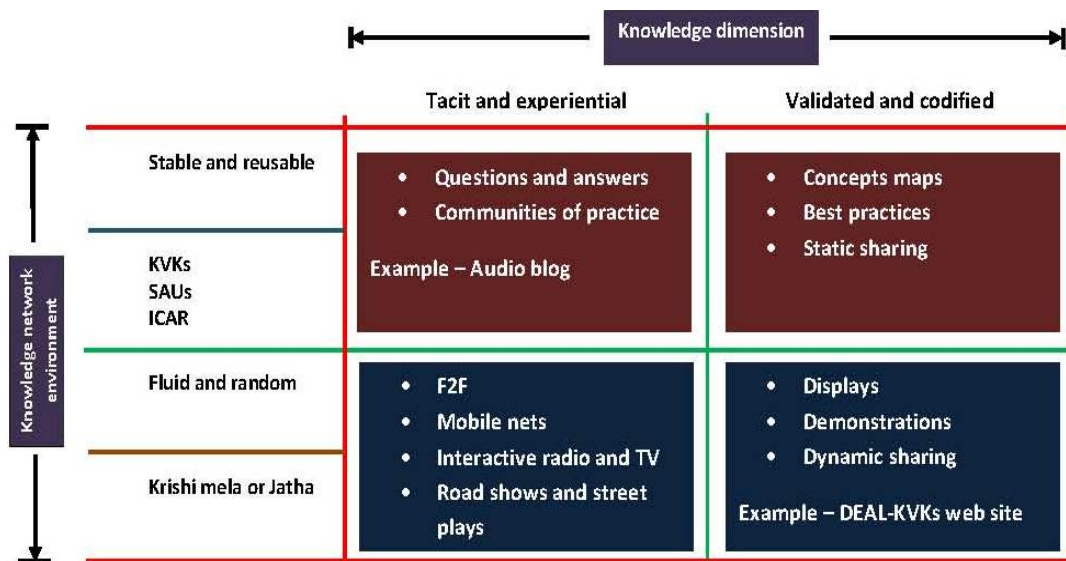 Knowledge dimension
Tacit and experiential
Validated and codified
Knowledge network
environment
Stable and reusable
KVKs
SAUs
ICAR
• Questions and answers
• Communities of practice
Example – Audio blog
• Concepts maps
• Best practices
• Static sharing
Fluid and random
Krishi mela or Jatha
• F2F
• Mobile nets
• Interactive radio and TV
• Road shows and street
plays
• Displays
• Demonstrations
• Dynamic sharing
Example – DEAL-KVKs web site